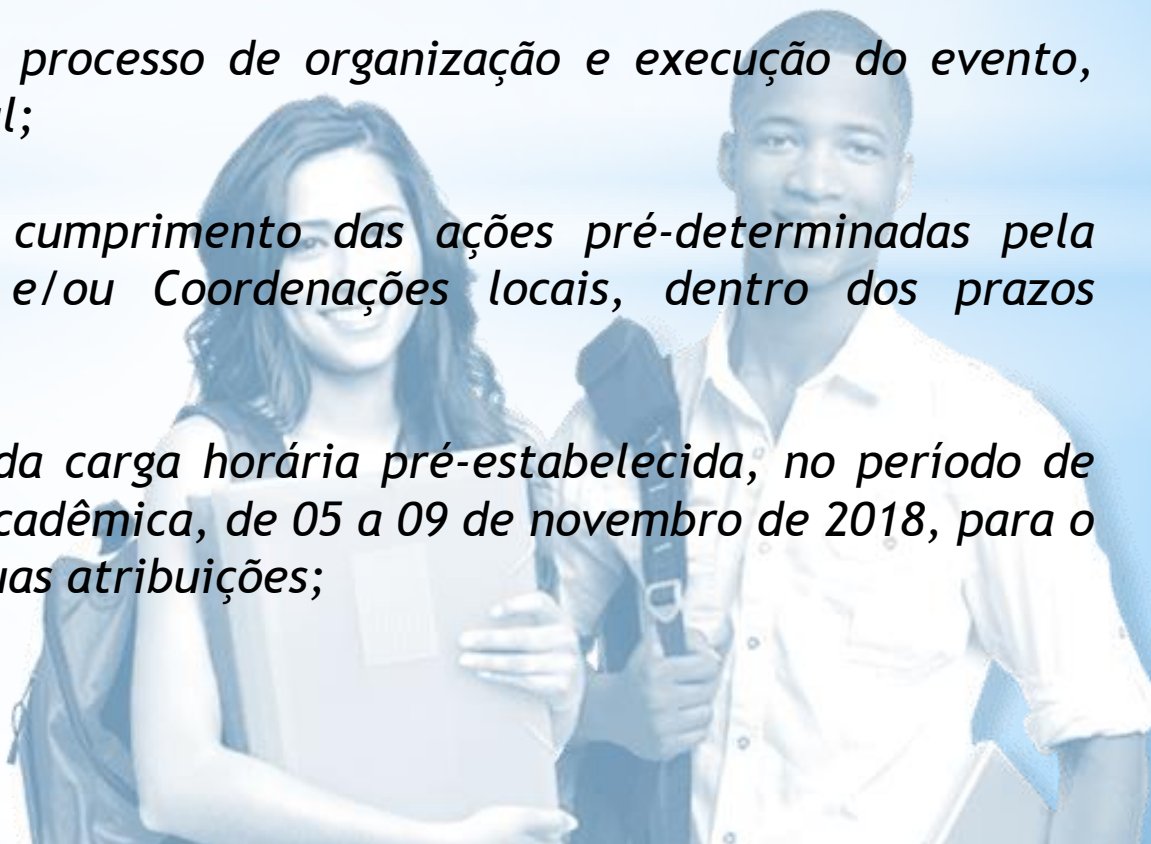 processo de organização e execução do evento,
l;
cumprimento das ações pré-determinadas pela
e/ou Coordenações locais, dentro dos prazos
da carga horária pré-estabelecida, no período de
cadêmica, de 05 a 09 de novembro de 2018, para o
uas atribuições;